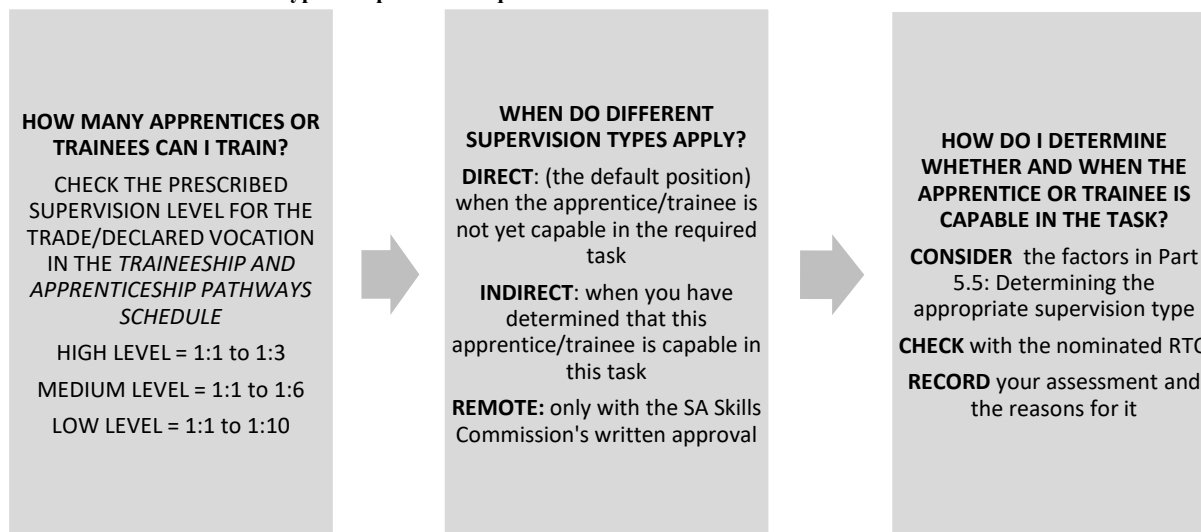 HOW MANY APPRENTICES OR
TRAINEES CAN I TRAIN?
CHECK THE PRESCRIBED
SUPERVISION LEVEL FOR THE
TRADE/DECLARED VOCATION
IN THE TRAINEESHIP AND
APPRENTICESHIP PATHWAYS
SCHEDULE
HIGH LEVEL = 1:1 to 1:3
MEDIUM LEVEL = 1:1 to 1:6
LOW LEVEL = 1:1 to 1:10
WHEN DO DIFFERENT
SUPERVISION TYPES APPLY?
DIRECT: (the default position)
when the apprentice/trainee is
not yet capable in the required
task
INDIRECT: when you have
determined that this
apprentice/trainee is capable in
this task
REMOTE: only with the SA Skills
Commission's written approval
HOW DO I DETERMINE
WHETHER AND WHEN THE
APPRENTICE OR TRAINEE IS
CAPABLE IN THE TASK?
CONSIDER the factors in Part
5.5: Determining the
appropriate supervision type
CHECK with the nominated RTO
RECORD your assessment and
the reasons for it